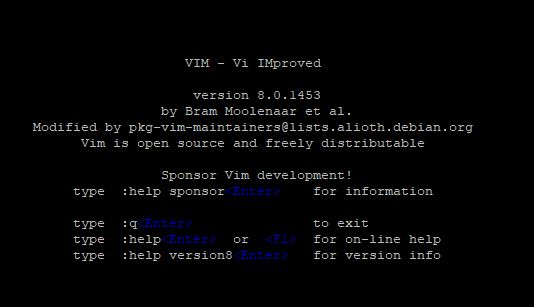 VIM - Vi IMproved
version 8.0.1453
by Bram Moolenaar et al.
Modified by pkg-vim-maintainers@lists.alioth.debian.org
Vim is open source and freely distributable
Sponsor Vim development!
type :help sponsor<Enter> for information
type :q<Enter> to exit
type :help<Enter> or <F1> for on-line help
type :help version8<Enter> for version info